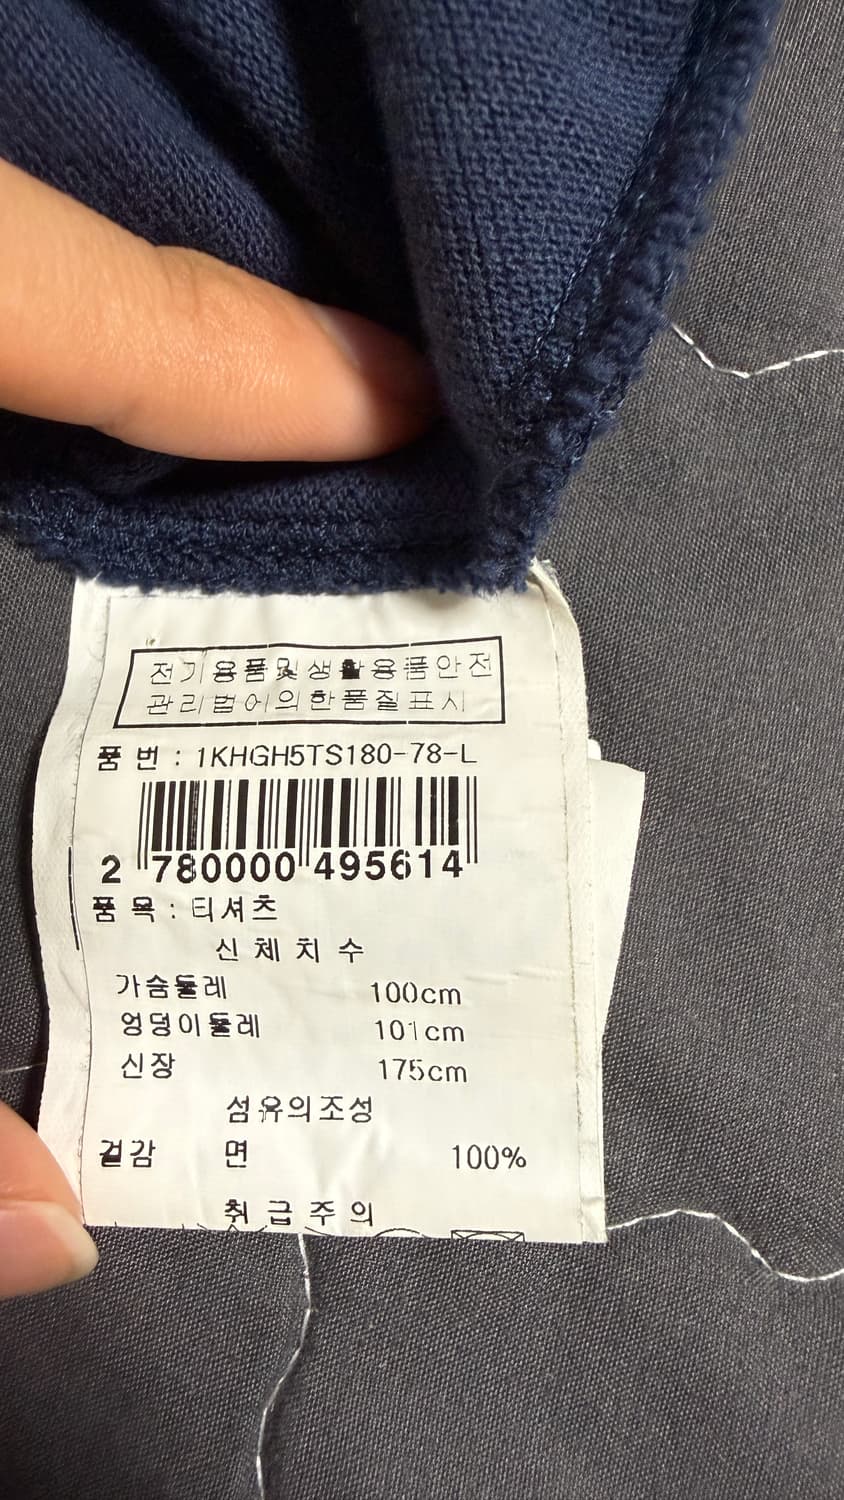 전기용품및생활용품안전
관리법에의한품질표시
품 번 : 1KHGH5TS180-78-L
2 780000 495614
품 목 : 티셔츠
신 체 치 수
가슴둘레 100cm
엉덩이둘레 101cm
신장 175cm
섬유의조성
겉감 면 100%
취 급 주 의